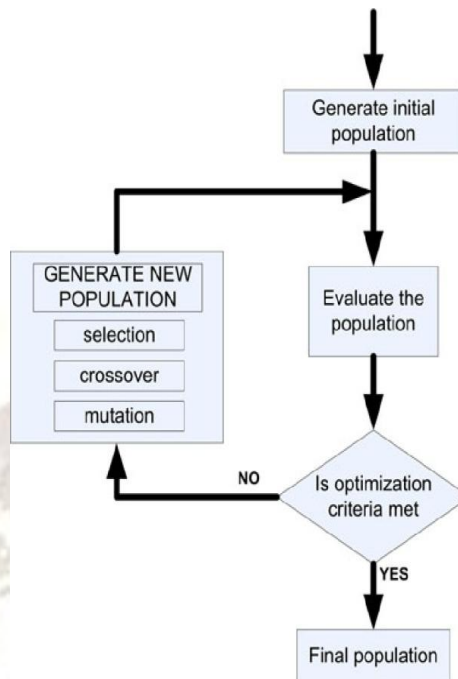 Generate initial
population
GENERATE NEW
POPULATION
selection
crossover
mutation
Evaluate the
population
NO
Is optimization
criteria met
YES
Final population